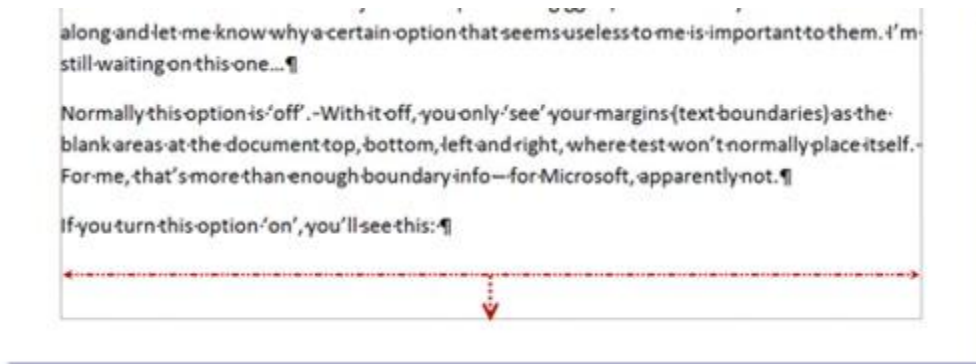 along and let me know why a certain option that seems useless to me is important to them. I'm
still waiting on this one...¶
Normally this option is 'off'. With it off, you only 'see' your margins (text boundaries) as the
blank areas at the document top, bottom, left and right, where test won't normally place itself.
For me, that's more than enough boundary info—for Microsoft, apparently not.¶
If you turn this option 'on', you'll see this:¶